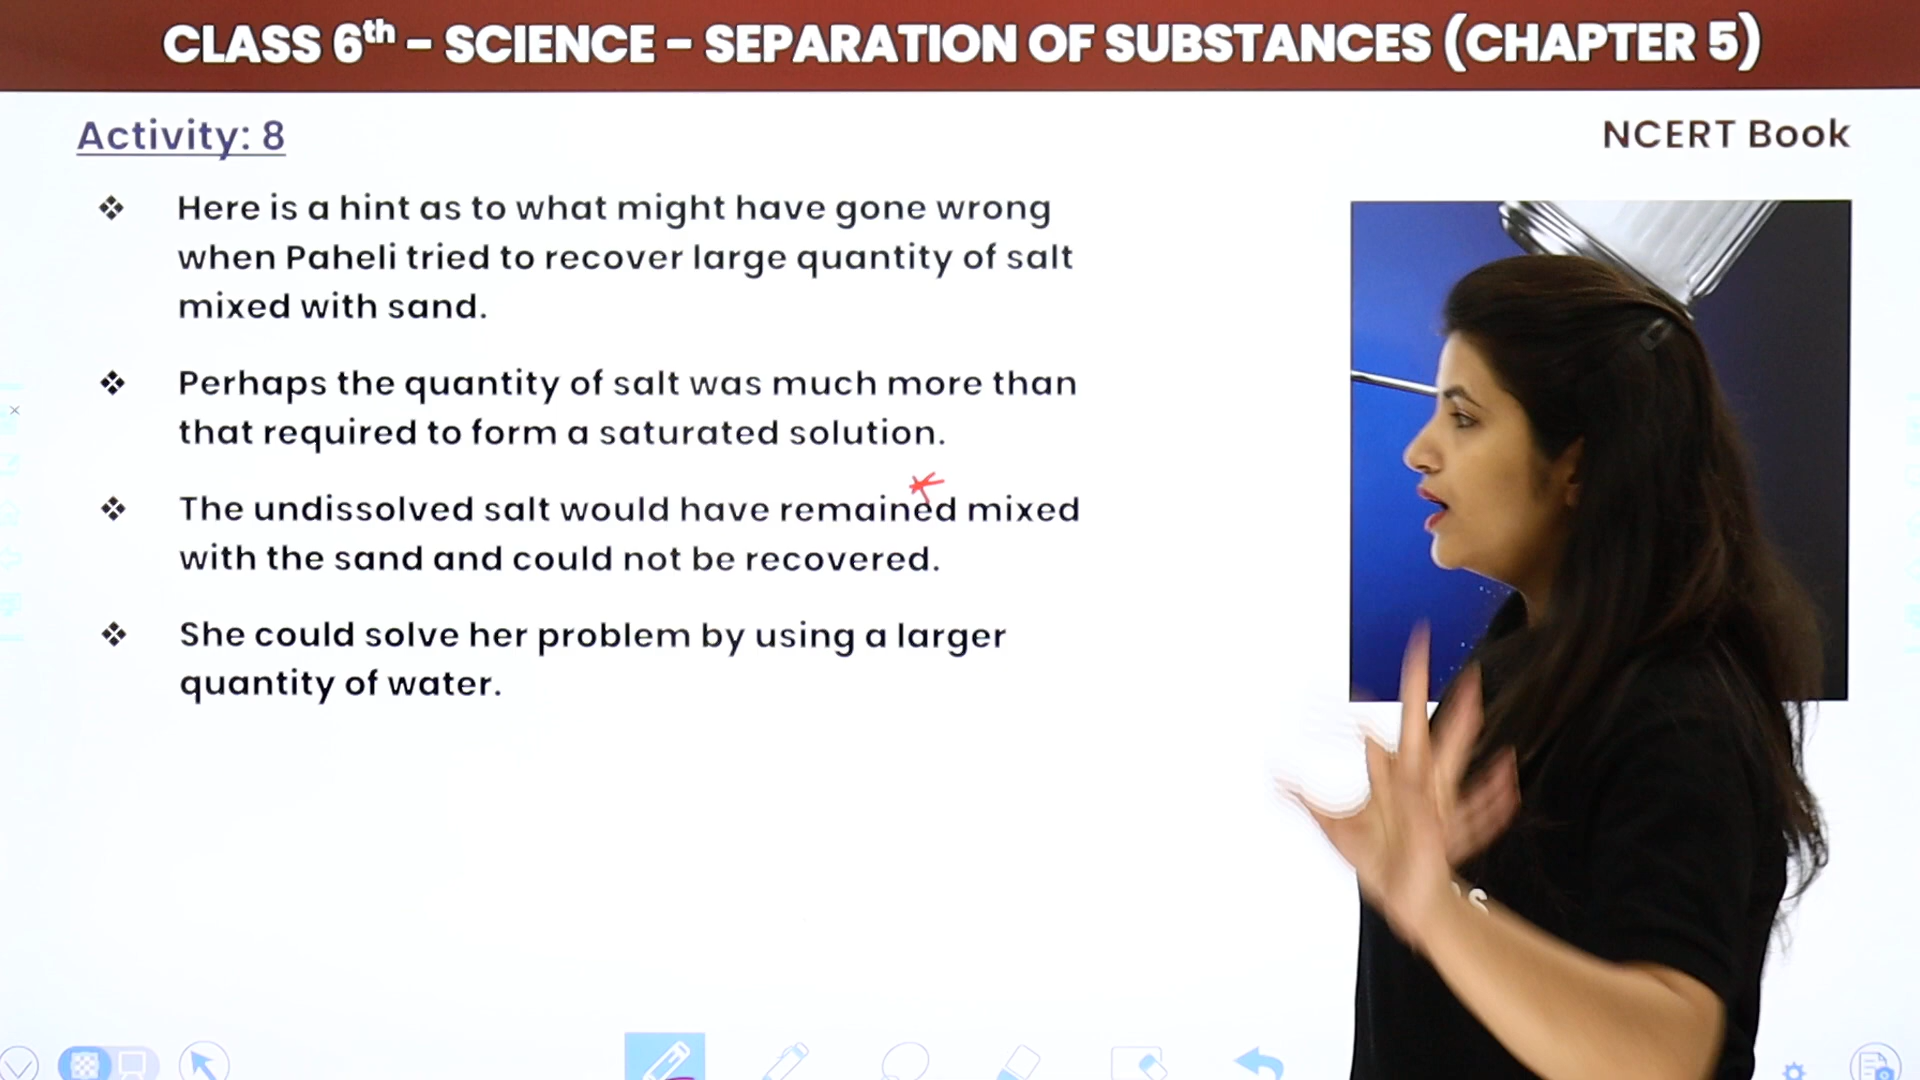 CLASS 6th – SCIENCE – SEPARATION OF SUBSTANCES (CHAPTER 5)
Activity: 8
NCERT Book
❖ Here is a hint as to what might have gone wrong
when Paheli tried to recover large quantity of salt
mixed with sand.
❖ Perhaps the quantity of salt was much more than
that required to form a saturated solution.
❖ The undissolved salt would have remained mixed
with the sand and could not be recovered.
❖ She could solve her problem by using a larger
quantity of water.